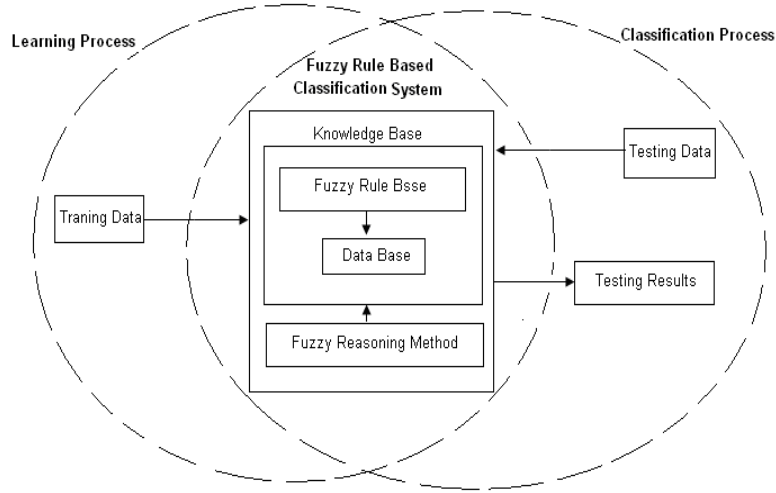 Learning Process
Classification Process
Fuzzy Rule Based
Classification System
Knowledge Base
Testing Data
Fuzzy Rule Bsse
Traning Data
Data Base
Testing Results
Fuzzy Reasoning Method